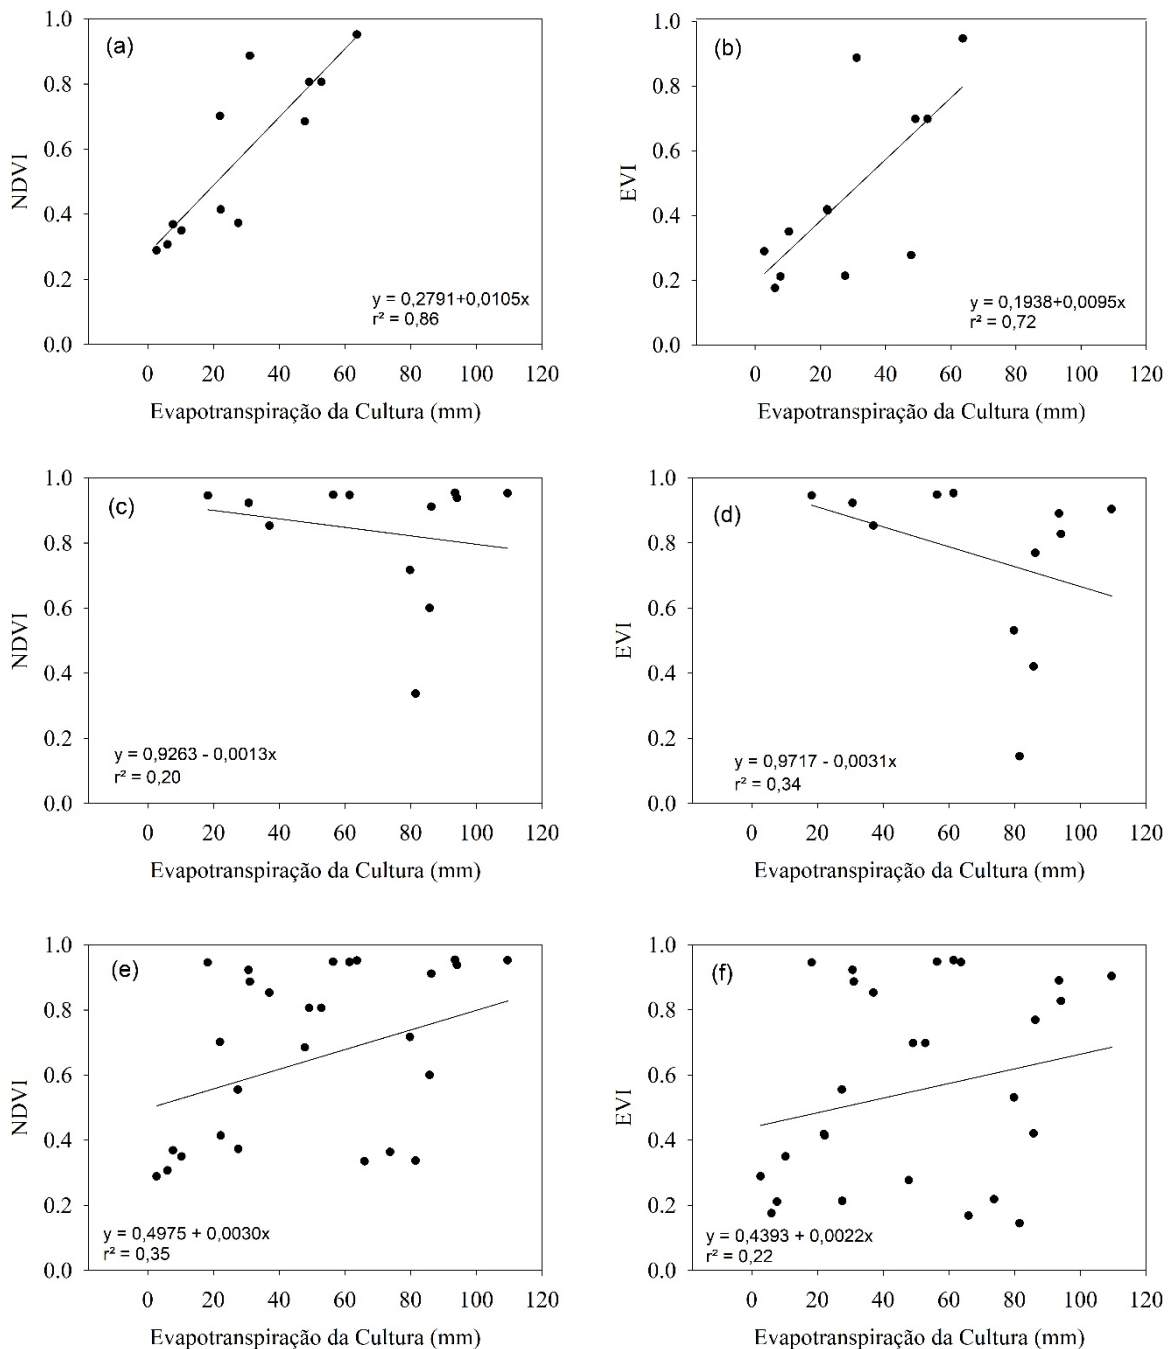 (a)
NDVI
1.0
0.8
0.6
0.4
0.2
0.0
y = 0,2791+0,0105x
r² = 0,86
0 20 40 60 80 100 120
Evapotranspiração da Cultura (mm)
(b)
EVI
1.0
0.8
0.6
0.4
0.2
0.0
y = 0,1938+0,0095x
r² = 0,72
0 20 40 60 80 100 120
Evapotranspiração da Cultura (mm)
(c)
NDVI
1.0
0.8
0.6
0.4
0.2
0.0
y = 0,9263 - 0,0013x
r² = 0,20
0 20 40 60 80 100 120
Evapotranspiração da Cultura (mm)
(d)
EVI
1.0
0.8
0.6
0.4
0.2
0.0
y = 0,9717 - 0,0031x
r² = 0,34
0 20 40 60 80 100 120
Evapotranspiração da Cultura (mm)
(e)
NDVI
1.0
0.8
0.6
0.4
0.2
0.0
y = 0,4975 + 0,0030x
r² = 0,35
0 20 40 60 80 100 120
Evapotranspiração da Cultura (mm)
(f)
EVI
1.0
0.8
0.6
0.4
0.2
0.0
y = 0,4393 + 0,0022x
r² = 0,22
0 20 40 60 80 100 120
Evapotranspiração da Cultura (mm)